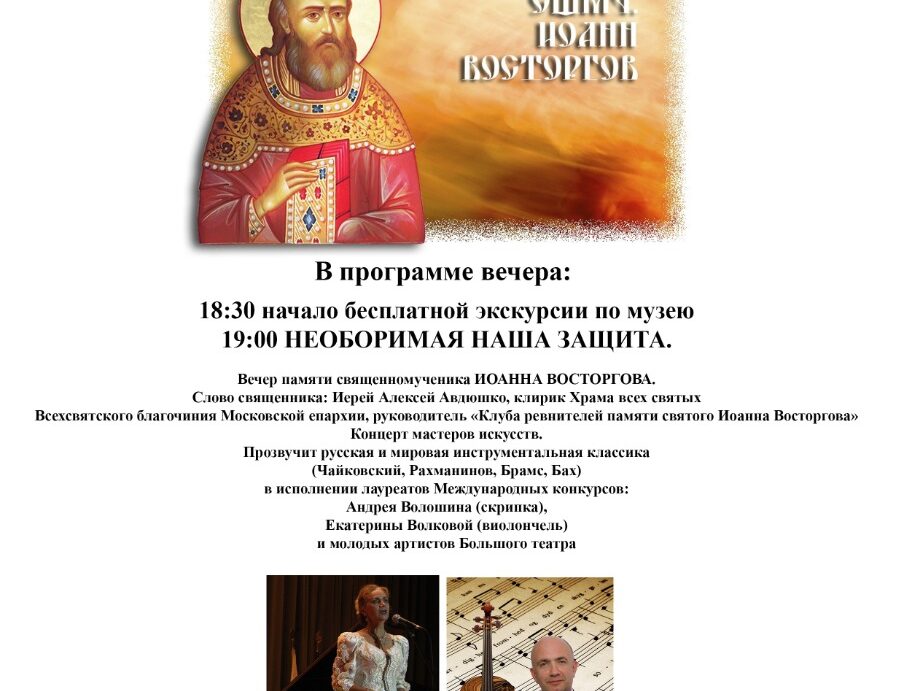 СЩМЧ.
ИОАНН
ВОСТОРГОВ
В программе вечера:
18:30 начало бесплатной экскурсии по музею
19:00 НЕОБОРИМАЯ НАША ЗАЩИТА.
Вечер памяти священномученика ИОАННА ВОСТОРГОВА.
Слово священника: Иерей Алексей Авдюшко, клирик Храма всех святых
Всехсвятского благочиния Московской епархии, руководитель «Клуба ревнителей памяти святого Иоанна Восторгова»
Концерт мастеров искусств.
Прозвучит русская и мировая инструментальная классика
(Чайковский, Рахманинов, Брамс, Бах)
в исполнении лауреатов Международных конкурсов:
Андрея Волошина (скрипка),
Екатерины Волковой (виолончель)
и молодых артистов Большого театра